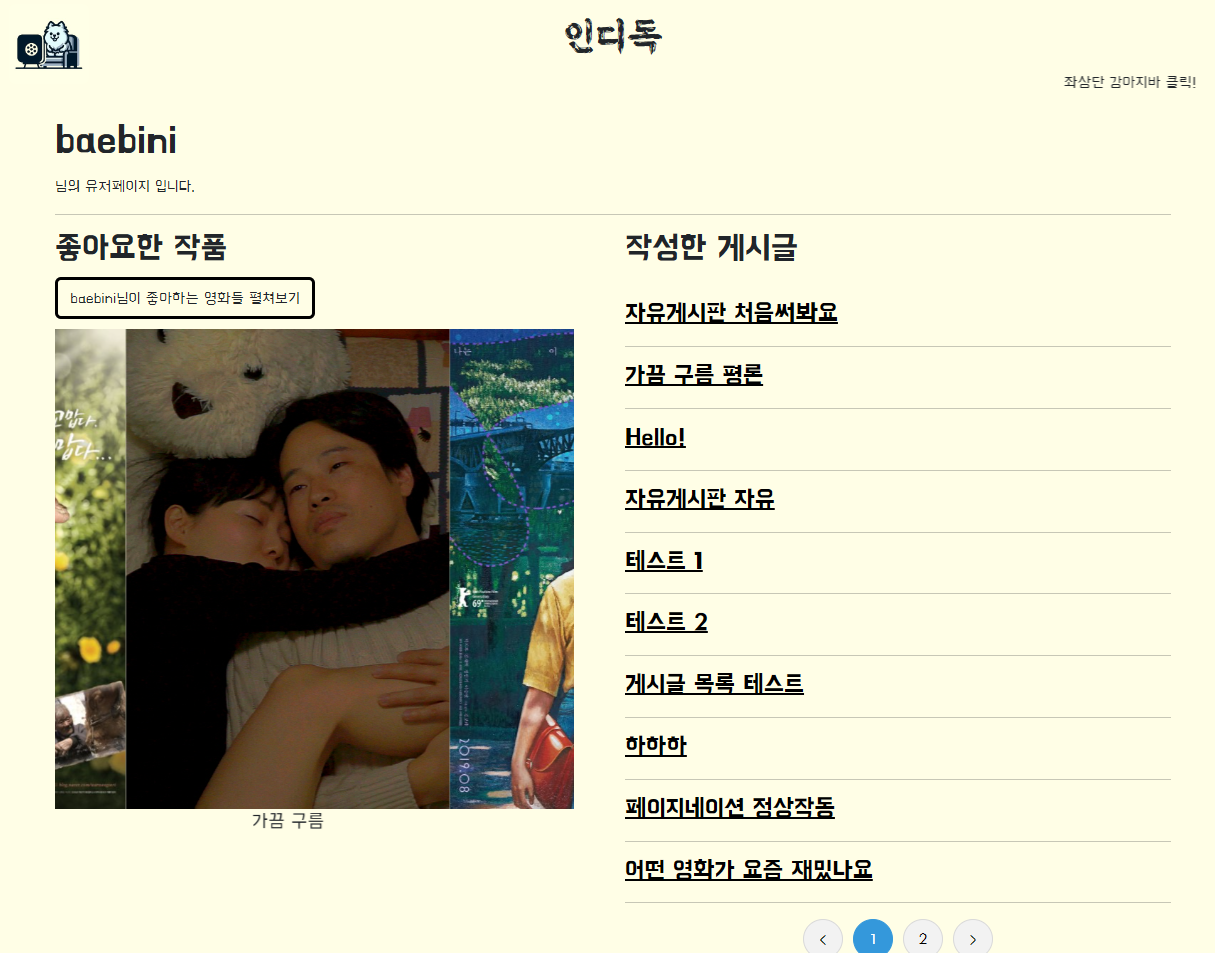 인디독
좌상단 강아지바 클릭!
baebini
님의 유저페이지 입니다.
좋아요한 작품
baebini님이 좋아하는 영화들 펼쳐보기
나는 이
69
2019.08
가끔 구름
작성한 게시글
자유게시판 처음써봐요
가끔 구름 평론
Hello!
자유게시판 자유
테스트 1
테스트 2
게시글 목록 테스트
하하하
페이지네이션 정상작동
어떤 영화가 요즘 재밌나요
< 1 2 >